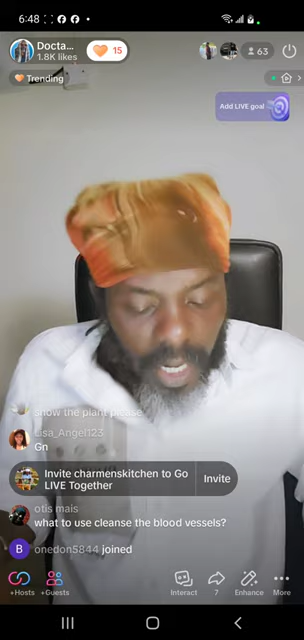 6:48
Docta...
1.8K likes
15
63
Trending
Add LIVE goal
show the plant please
Lisa_Angel123
Gn
Invite charmenskitchen to Go
LIVE Together
Invite
otis mais
what to use cleanse the blood vessels?
B
onedon5844 joined
+Hosts
+Guests
Interact
7
Enhance
More